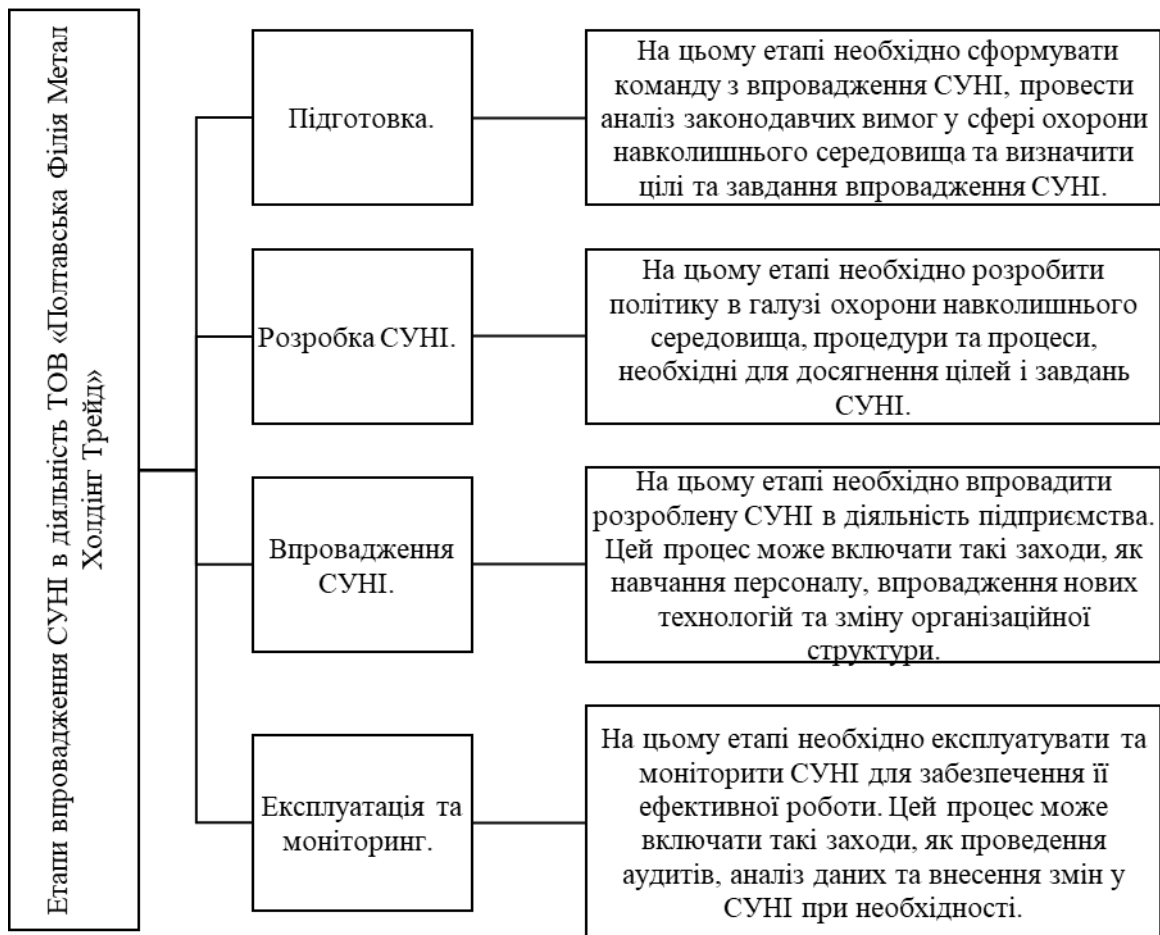 Етапи впровадження СУНІ в діяльність ТОВ «Полтавська Філія Метал
Холдінг Трейд»
Підготовка.
На цьому етапі необхідно сформувати
команду з впровадження СУНІ, провести
аналіз законодавчих вимог у сфері охорони
навколишнього середовища та визначити
цілі та завдання впровадження СУНІ.
Розробка СУНІ.
На цьому етапі необхідно розробити
політику в галузі охорони навколишнього
середовища, процедури та процеси,
необхідні для досягнення цілей і завдань
СУНІ.
Впровадження
СУНІ.
На цьому етапі необхідно впровадити
розроблену СУНІ в діяльність підприємства.
Цей процес може включати такі заходи, як
навчання персоналу, впровадження нових
технологій та зміну організаційної
структури.
Експлуатація та
моніторинг.
На цьому етапі необхідно експлуатувати та
моніторити СУНІ для забезпечення її
ефективної роботи. Цей процес може
включати такі заходи, як проведення
аудитів, аналіз даних та внесення змін у
СУНІ при необхідності.